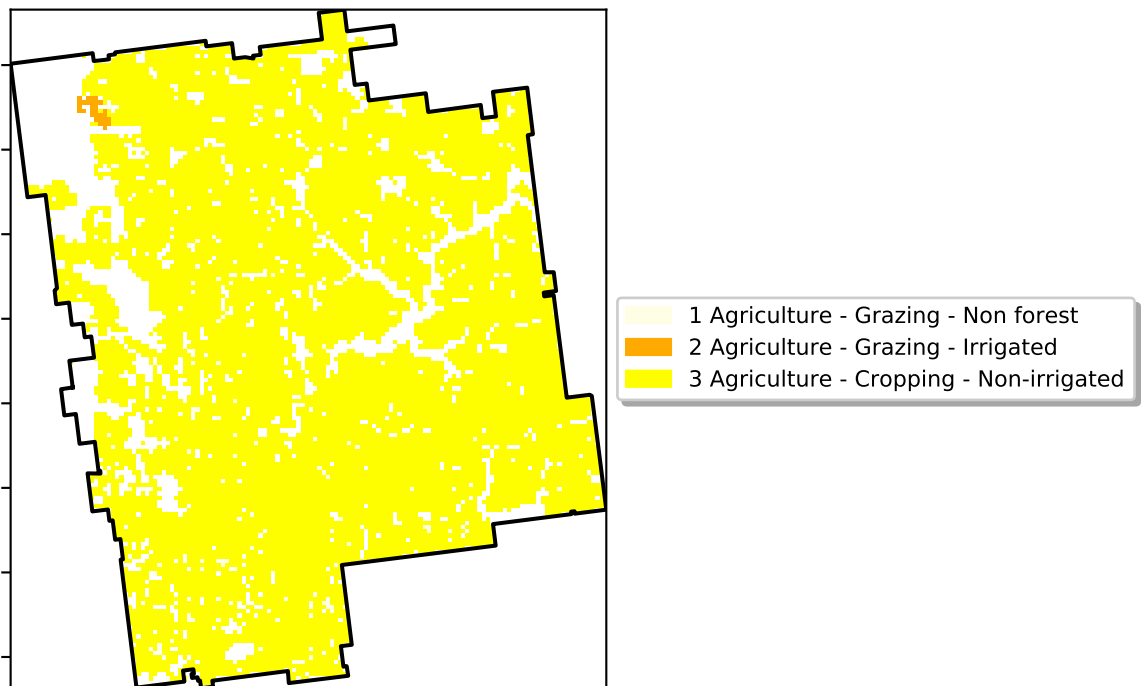 1 Agriculture - Grazing - Non forest
2 Agriculture - Grazing - Irrigated
3 Agriculture - Cropping - Non-irrigated